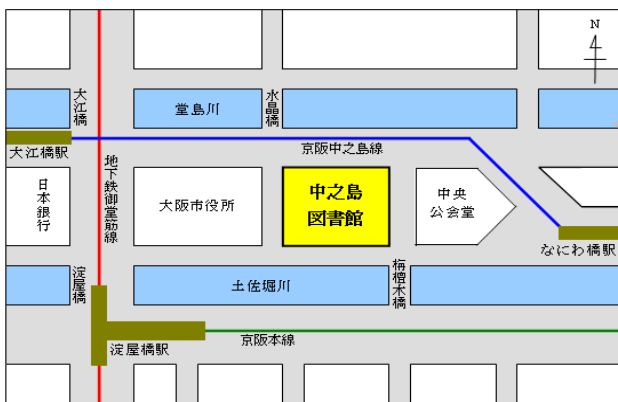 N
大江橋
堂島川
水晶橋
大江橋駅
京阪中之島線
地下鉄御堂筋線
日本銀行
大阪市役所
中之島
図書館
中央
公会堂
なにわ橋駅
淀屋橋
土佐堀川
栴檀木橋
淀屋橋駅
京阪本線